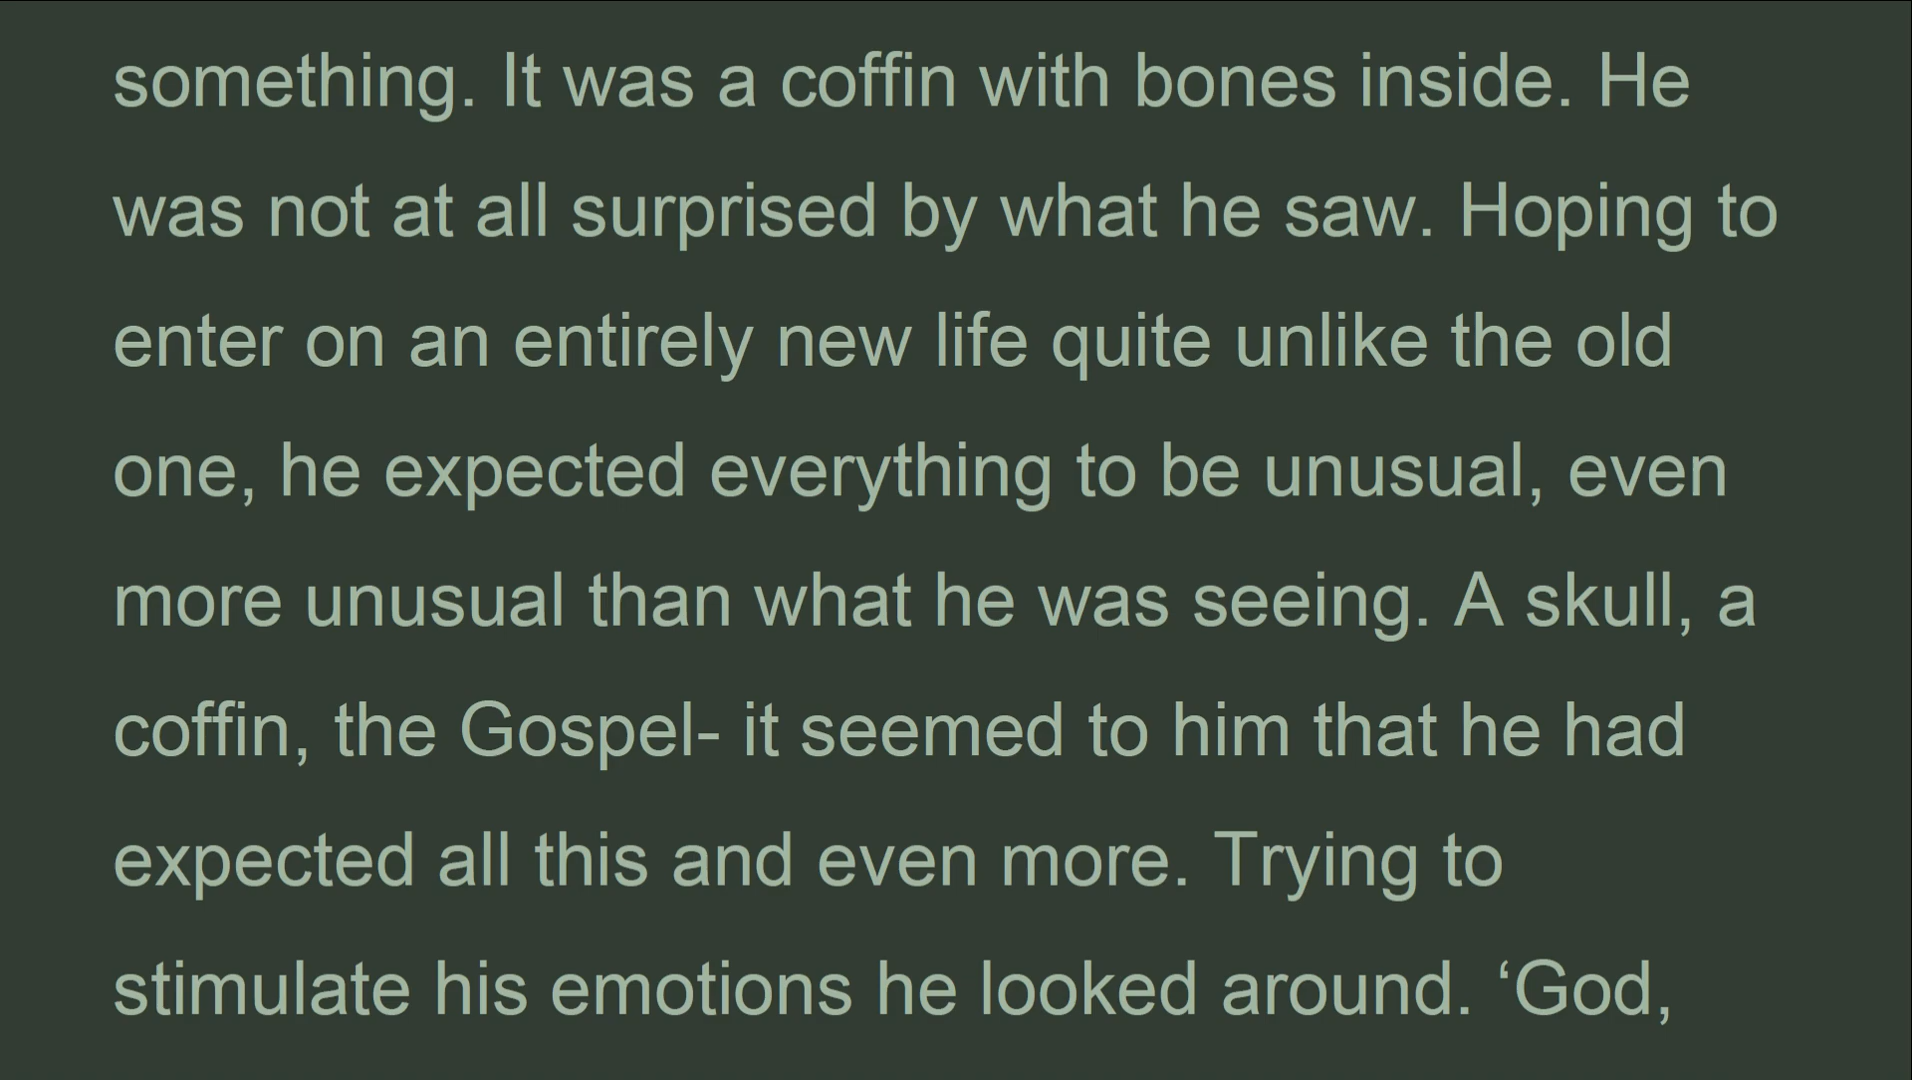 something. It was a coffin with bones inside. He
was not at all surprised by what he saw. Hoping to
enter on an entirely new life quite unlike the old
one, he expected everything to be unusual, even
more unusual than what he was seeing. A skull, a
coffin, the Gospel- it seemed to him that he had
expected all this and even more. Trying to
stimulate his emotions he looked around. ‘God,